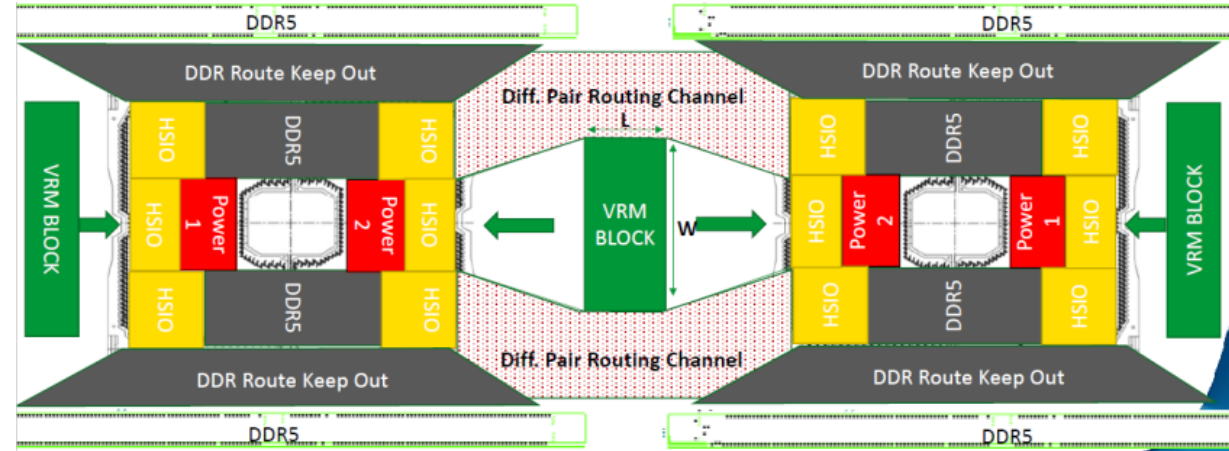 DDR5
DDR5
DDR Route Keep Out
DDR Route Keep Out
Diff. Pair Routing Channel
L
VRM BLOCK
HSIO
DDR5
HSIO
HSIO
Power
1
Power
2
HSIO
HSIO
DDR5
HSIO
VRM
BLOCK
W
HSIO
DDR5
HSIO
HSIO
Power
2
Power
1
HSIO
HSIO
DDR5
HSIO
VRM BLOCK
Diff. Pair Routing Channel
DDR Route Keep Out
DDR Route Keep Out
DDR5
DDR5